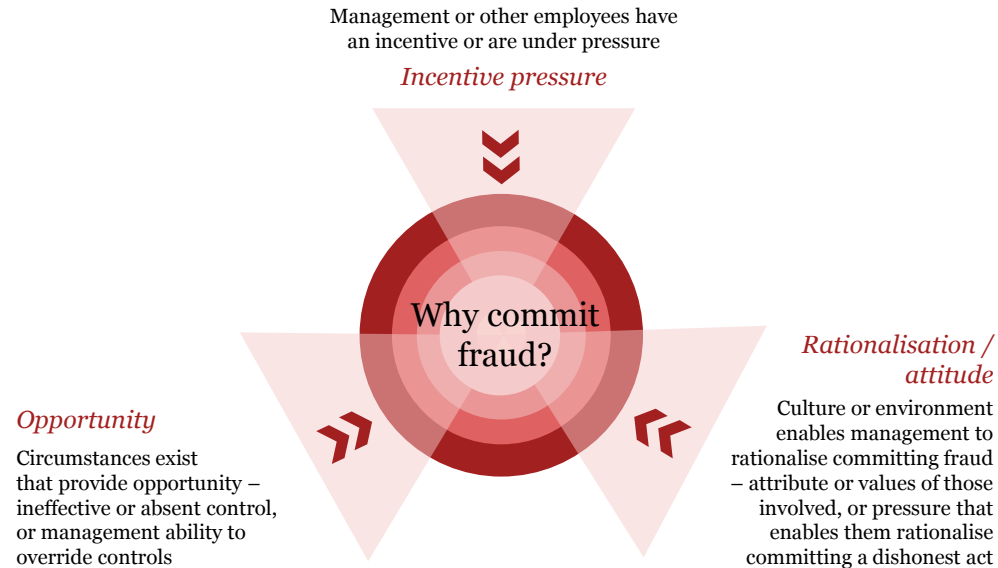 Management or other employees have
an incentive or are under pressure
Incentive pressure
Why commit
fraud?
Opportunity
Circumstances exist
that provide opportunity –
ineffective or absent control,
or management ability to
override controls
Rationalisation /
attitude
Culture or environment
enables management to
rationalise committing fraud
– attribute or values of those
involved, or pressure that
enables them rationalise
committing a dishonest act